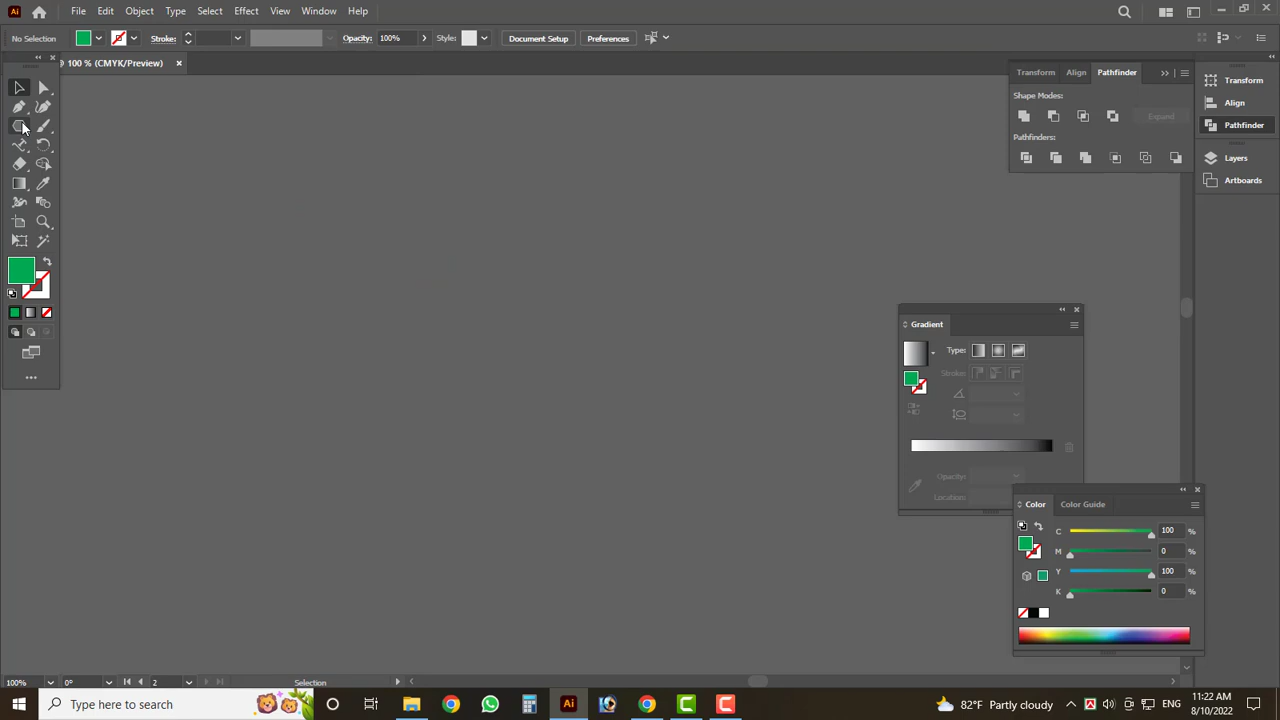 Ai File Edit Object Type Select Effect View Window Help
No Selection Stroke: Opacity: 100% Style: Document Setup Preferences
@ 100 % (CMYK/Preview)
Transform Align Pathfinder
Shape Modes:
Expand
Pathfinders:
Transform
Align
Pathfinder
Layers
Artboards
Gradient
Type:
Stroke:
Opacity:
Location:
Color Color Guide
C 100 %
M 0 %
Y 100 %
K 0 %
100% 0° 2 Selection
Type here to search
Ai
82°F Partly cloudy
ENG
11:22 AM
8/10/2022